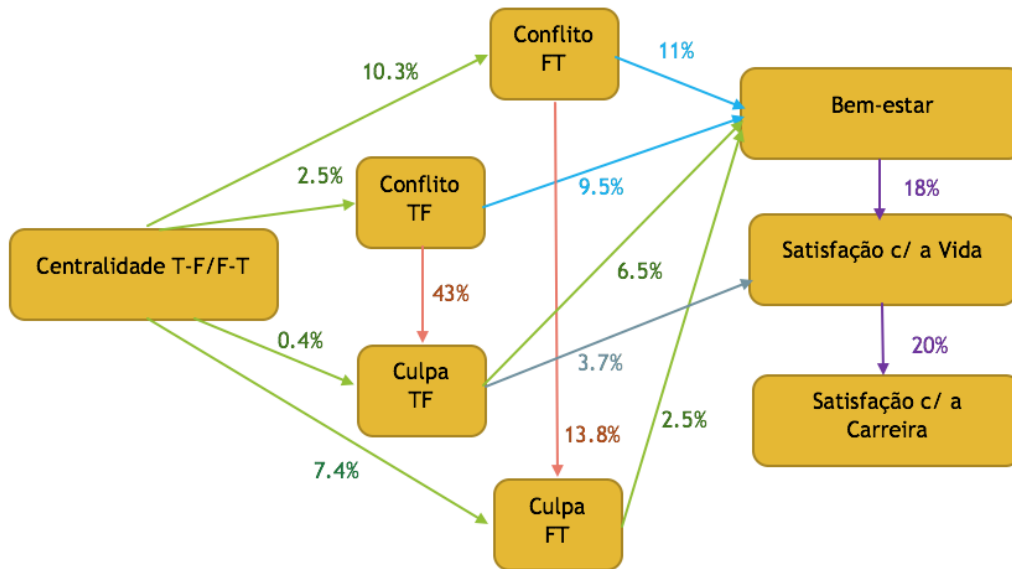 Conflito
FT
11%
10.3%
Bem-estar
2.5%
Conflito
TF
9.5%
18%
Centralidade T-F/F-T
Satisfação c/ a Vida
6.5%
43%
0.4%
20%
Culpa
TF
3.7%
Satisfação c/ a
Carreira
2.5%
13.8%
7.4%
Culpa
FT